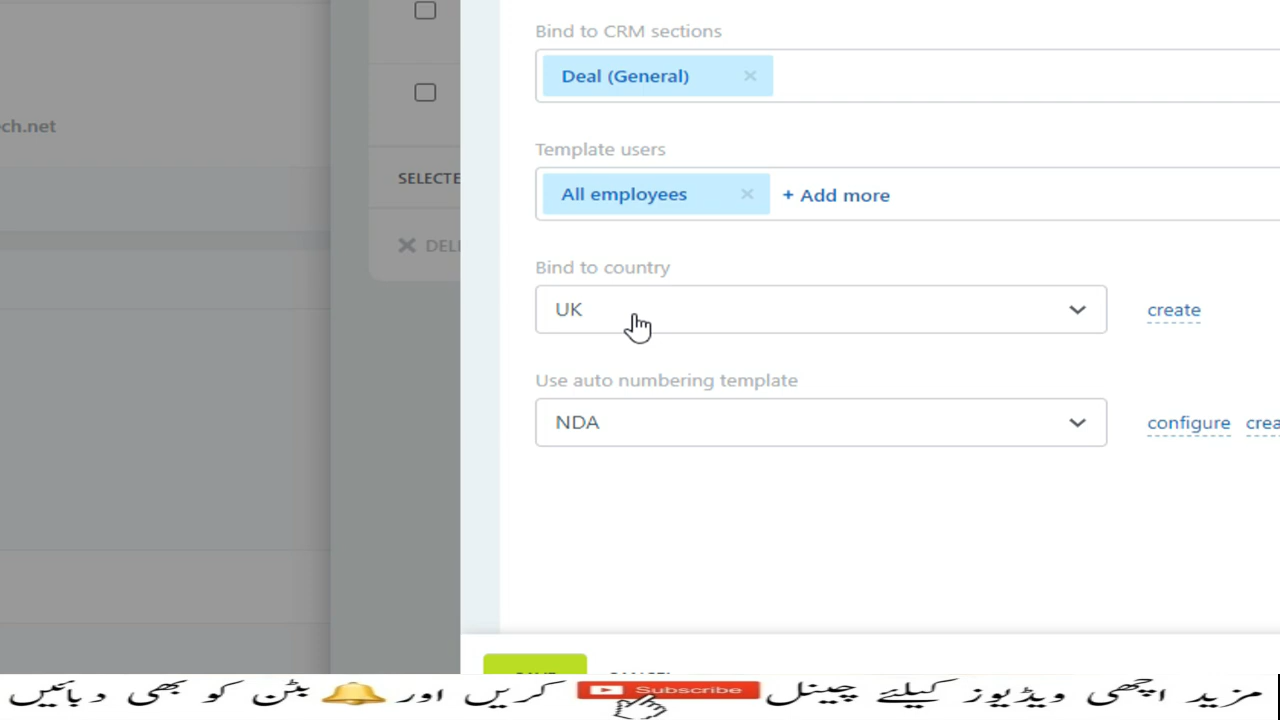 Bind to CRM sections
Deal (General)
ch.net
Template users
SELECTE
All employees + Add more
DELI
Bind to country
UK create
Use auto numbering template
NDA configure crea
مزید اچھی ویڈیوز کیلئے چینل Subscribe کریں اور بٹن کو بھی دبائیں